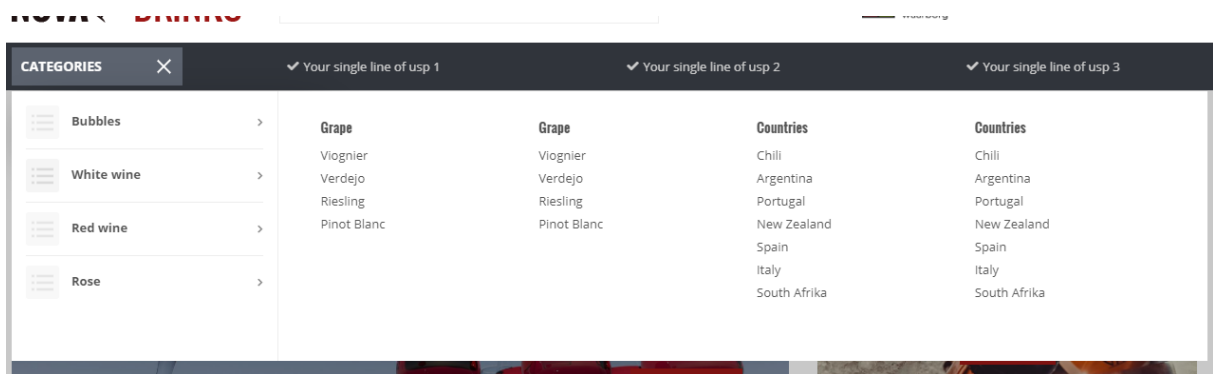 CATEGORIES
Your single line of usp 1
Your single line of usp 2
Your single line of usp 3
Bubbles
White wine
Red wine
Rose
Grape
Viognier
Verdejo
Riesling
Pinot Blanc
Grape
Viognier
Verdejo
Riesling
Pinot Blanc
Countries
Chili
Argentina
Portugal
New Zealand
Spain
Italy
South Afrika
Countries
Chili
Argentina
Portugal
New Zealand
Spain
Italy
South Afrika